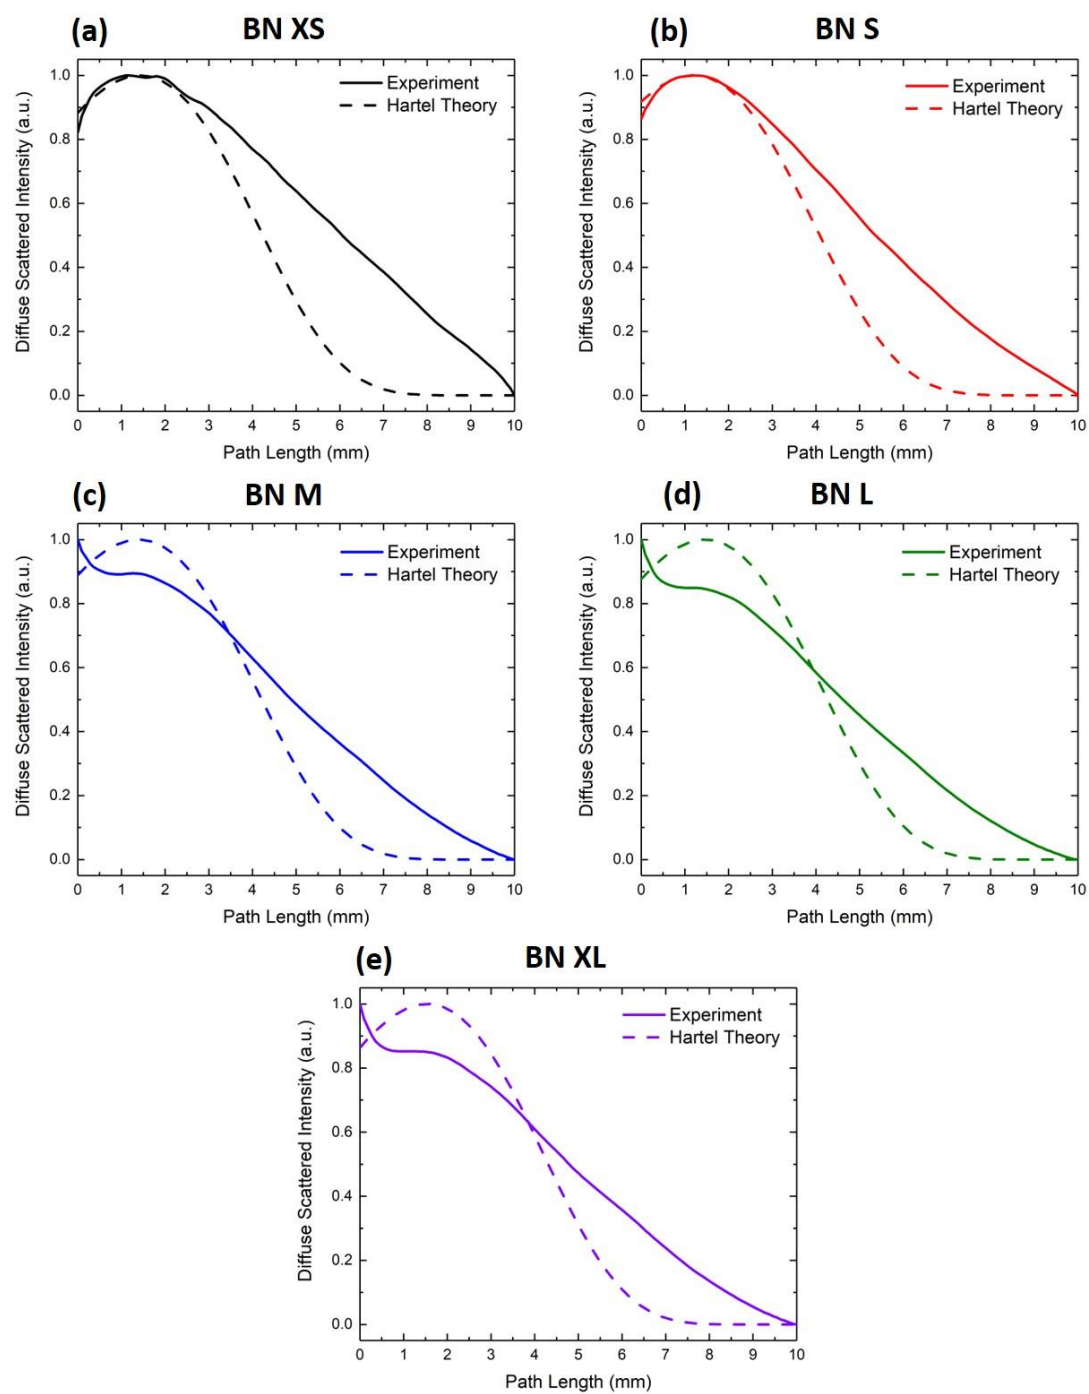 (a) BN XS
Experiment
Hartel Theory
Diffuse Scattered Intensity (a.u.)
1.0
0.8
0.6
0.4
0.2
0.0
0 1 2 3 4 5 6 7 8 9 10
Path Length (mm)
(b) BN S
Experiment
Hartel Theory
Diffuse Scattered Intensity (a.u.)
1.0
0.8
0.6
0.4
0.2
0.0
0 1 2 3 4 5 6 7 8 9 10
Path Length (mm)
(c) BN M
Experiment
Hartel Theory
Diffuse Scattered Intensity (a.u.)
1.0
0.8
0.6
0.4
0.2
0.0
0 1 2 3 4 5 6 7 8 9 10
Path Length (mm)
(d) BN L
Experiment
Hartel Theory
Diffuse Scattered Intensity (a.u.)
1.0
0.8
0.6
0.4
0.2
0.0
0 1 2 3 4 5 6 7 8 9 10
Path Length (mm)
(e) BN XL
Experiment
Hartel Theory
Diffuse Scattered Intensity (a.u.)
1.0
0.8
0.6
0.4
0.2
0.0
0 1 2 3 4 5 6 7 8 9 10
Path Length (mm)